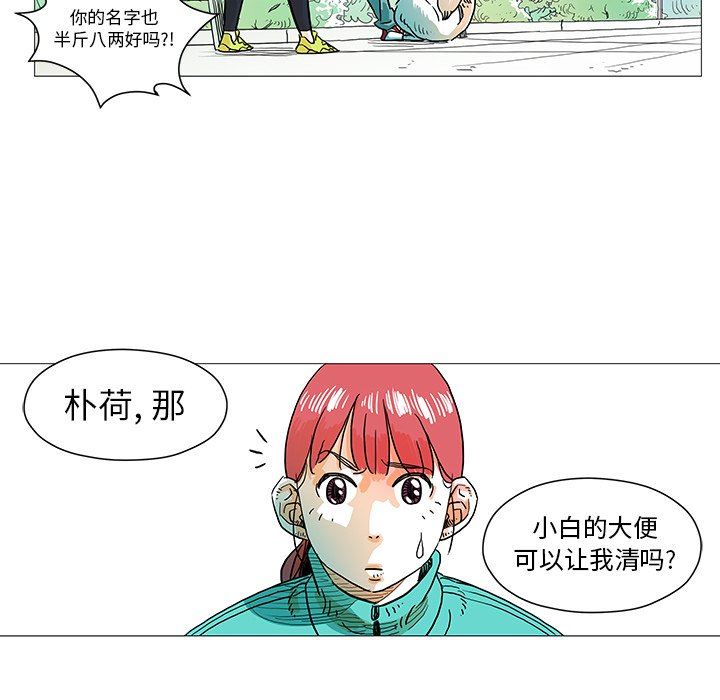 你的名字也
半斤八两好吗?!
朴荷, 那
小白的大便
可以让我清吗?